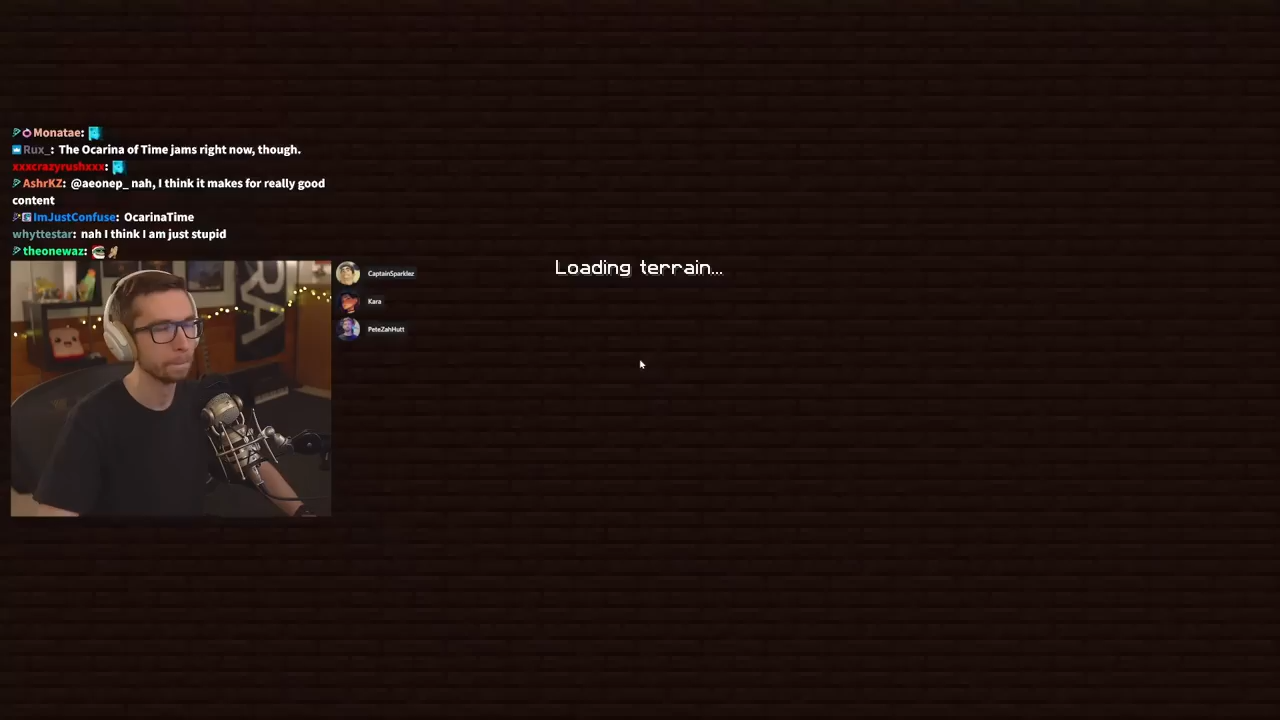 Monatae:
Rux_: The Ocarina of Time jams right now, though.
xxxcrazyrushxxx:
AshrKZ: @aeonep_ nah, I think it makes for really good
content
ImJustConfuse: OcarinaTime
whyttestar: nah I think I am just stupid
theonewaz:
Loading terrain...
CaptainSparklez
Kara
PeteZahHutt